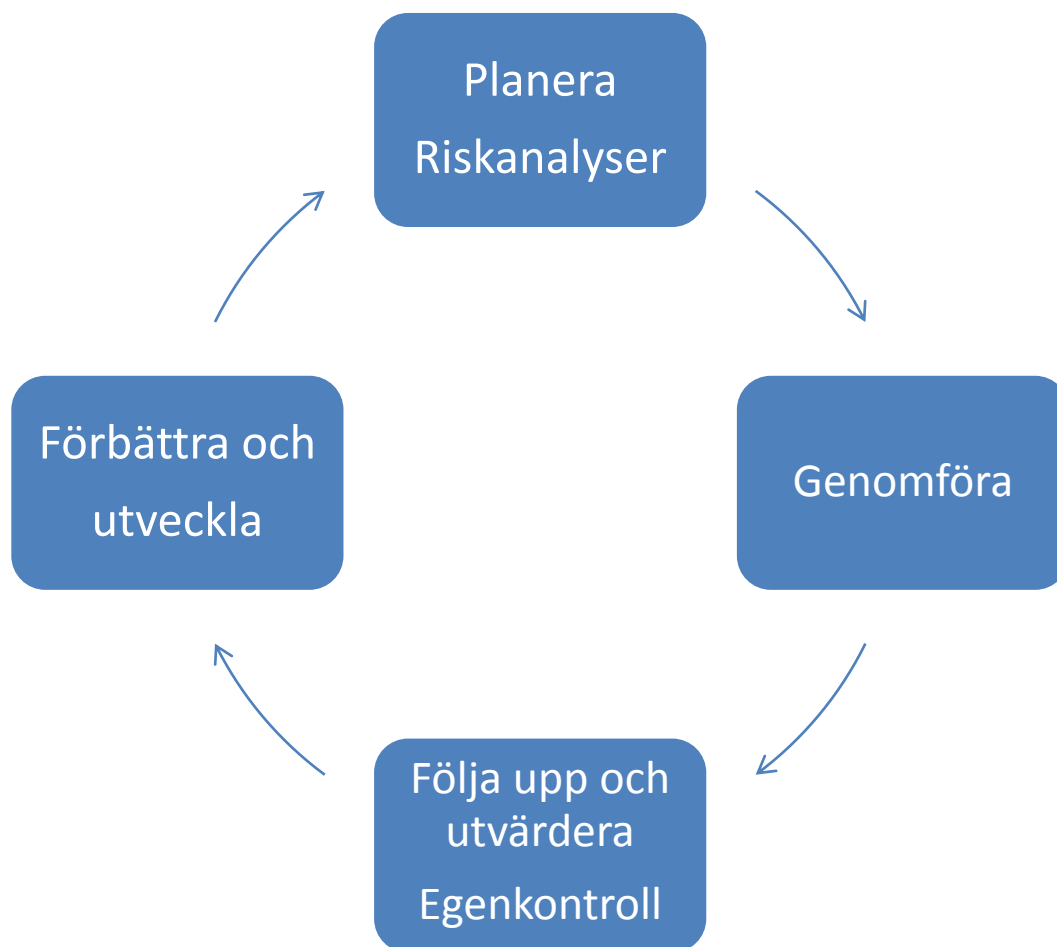 Planera
Riskanalyser
Förbättra och
utveckla
Genomföra
Följa upp och
utvärdera
Egenkontroll